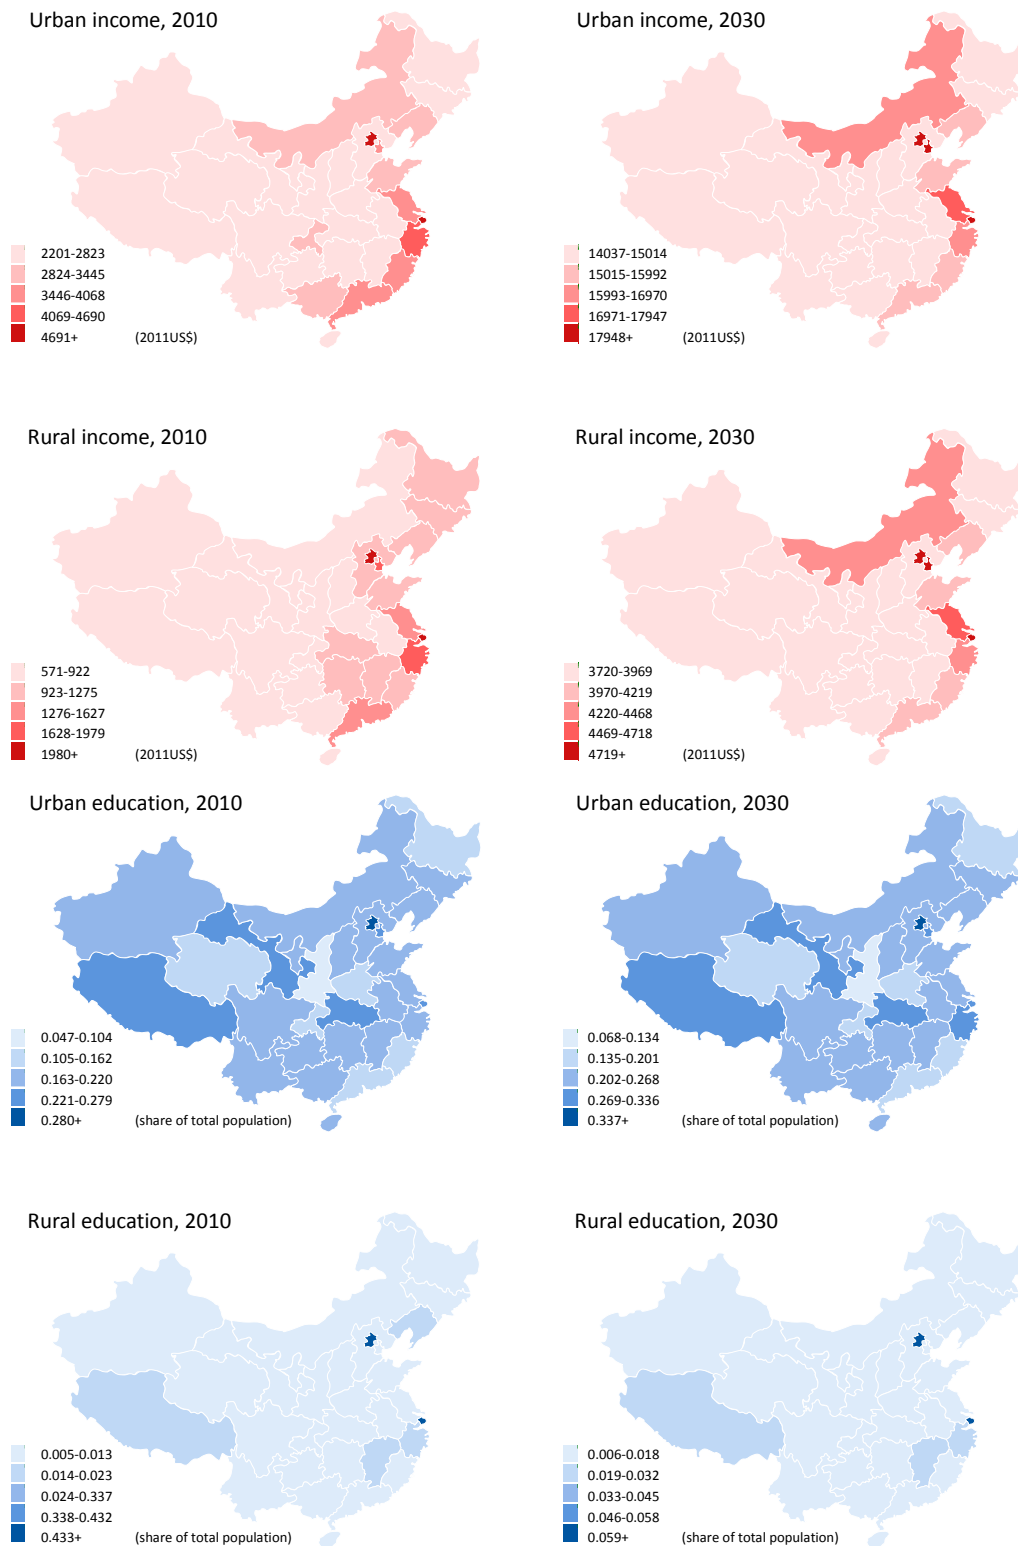 Urban income, 2010
2201-2823
2824-3445
3446-4068
4069-4690
4691+ (2011US$)
Urban income, 2030
14037-15014
15015-15992
15993-16970
16971-17947
17948+ (2011US$)
Rural income, 2010
571-922
923-1275
1276-1627
1628-1979
1980+ (2011US$)
Rural income, 2030
3720-3969
3970-4219
4220-4468
4469-4718
4719+ (2011US$)
Urban education, 2010
0.047-0.104
0.105-0.162
0.163-0.220
0.221-0.279
0.280+ (share of total population)
Urban education, 2030
0.068-0.134
0.135-0.201
0.202-0.268
0.269-0.336
0.337+ (share of total population)
Rural education, 2010
0.005-0.013
0.014-0.023
0.024-0.337
0.338-0.432
0.433+ (share of total population)
Rural education, 2030
0.006-0.018
0.019-0.032
0.033-0.045
0.046-0.058
0.059+ (share of total population)